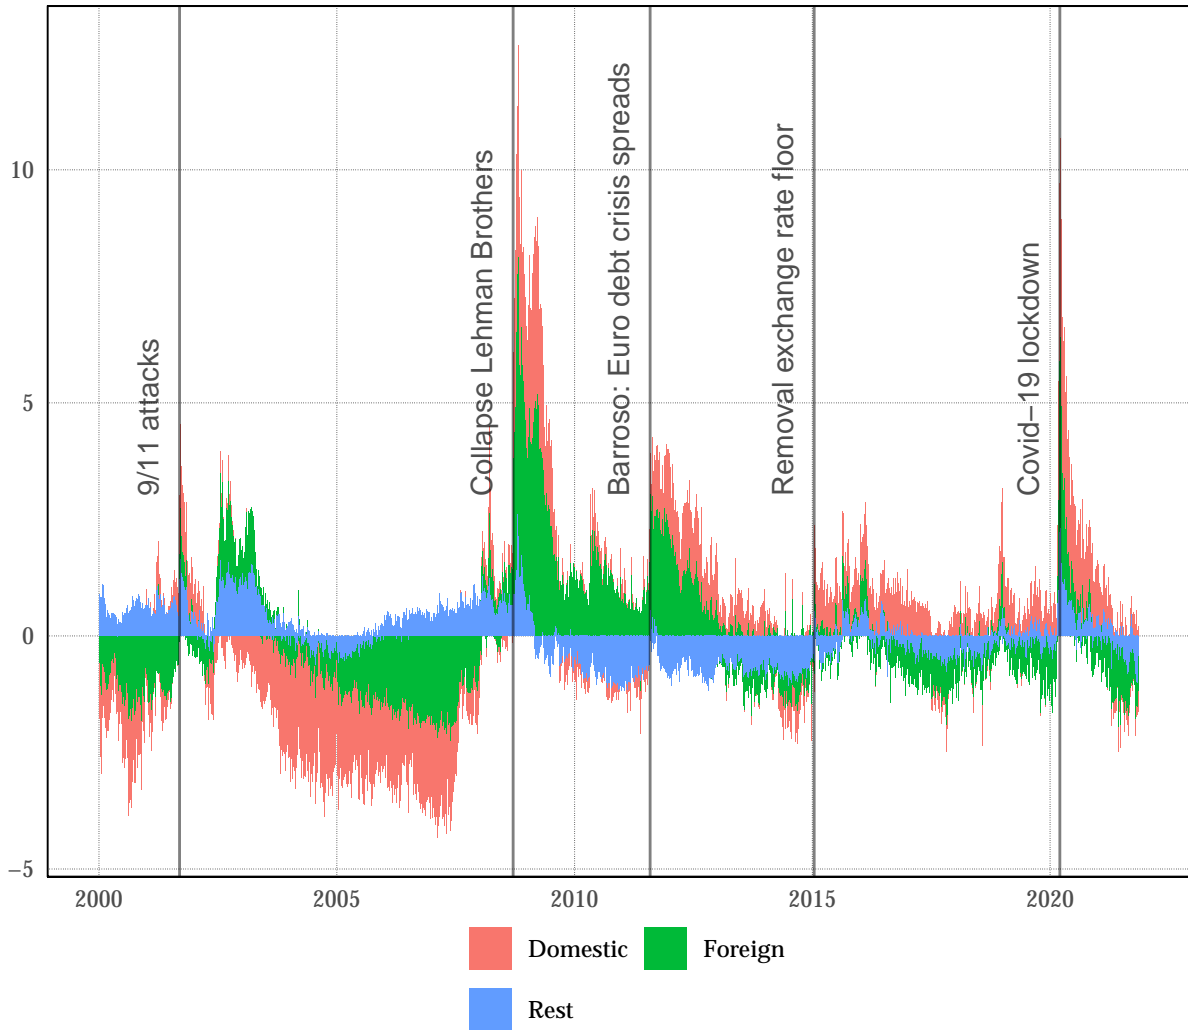 10
5
0
−5
9/11 attacks
Collapse Lehman Brothers
Barroso: Euro debt crisis spreads
Removal exchange rate floor
Covid−19 lockdown
2000
2005
2010
2015
2020
Domestic
Foreign
Rest